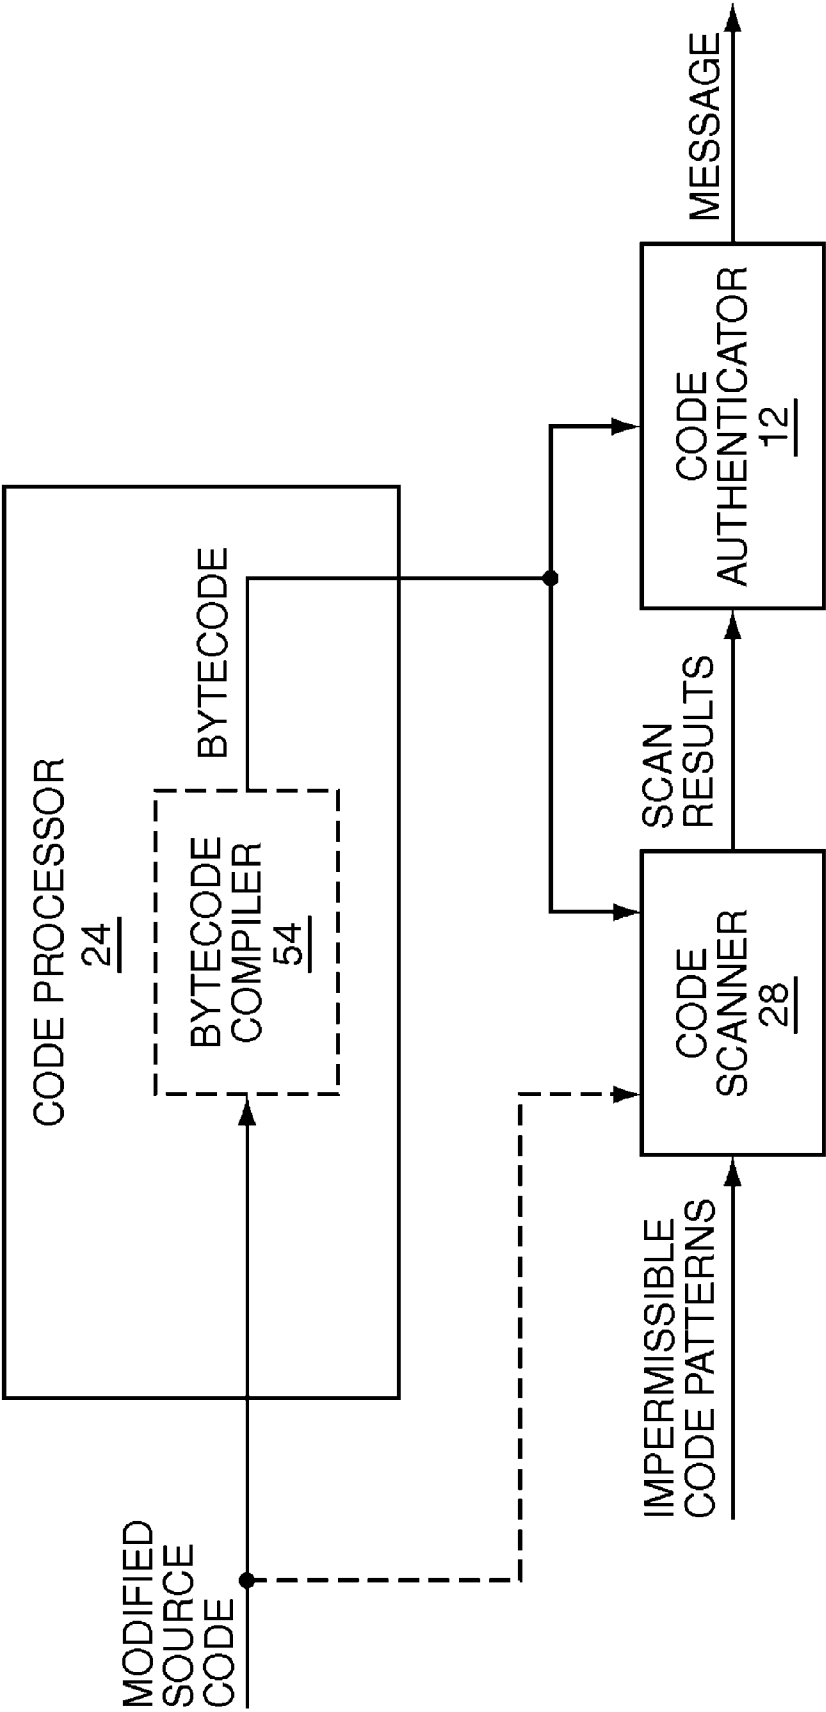 CODE PROCESSOR
24
MODIFIED
SOURCE
CODE
BYTECODE
COMPILER
54
BYTECODE
IMPERMISSIBLE
CODE PATTERNS
CODE
SCANNER
28
SCAN
RESULTS
CODE
AUTHENTICATOR
12
MESSAGE